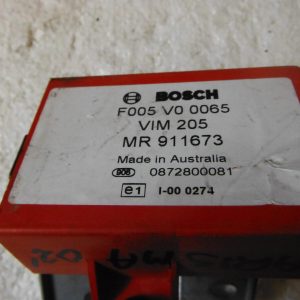 BOSCH
F005 V0 0065
VIM 205
MR 911673
Made in Australia
908 0872800081
e1 I-00 0274